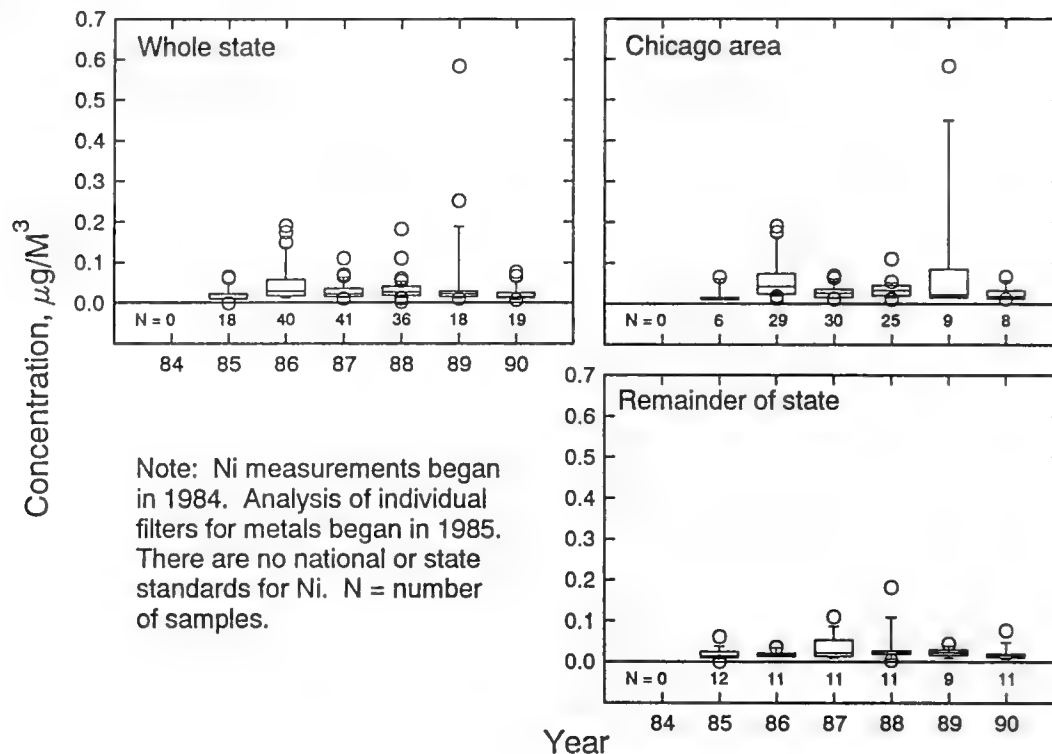 Concentration, µg/M³
0.7
0.6
0.5
0.4
0.3
0.2
0.1
0.0
Whole state
N = 0 18 40 41 36 18 19
84 85 86 87 88 89 90
Chicago area
N = 0 6 29 30 25 9 8
Note: Ni measurements began
in 1984. Analysis of individual
filters for metals began in 1985.
There are no national or state
standards for Ni. N = number
of samples.
0.7
0.6
0.5
0.4
0.3
0.2
0.1
0.0
Remainder of state
N = 0 12 11 11 11 9 11
84 85 86 87 88 89 90
Year